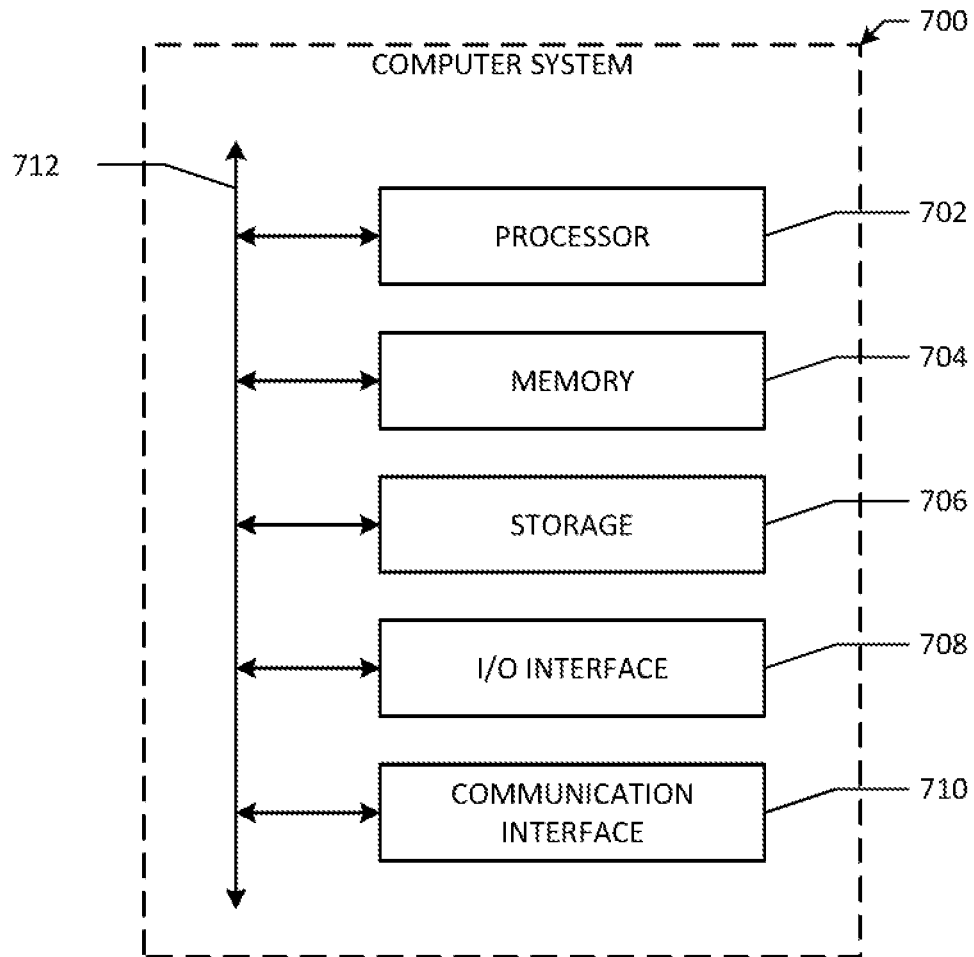 700
COMPUTER SYSTEM
712
702
PROCESSOR
704
MEMORY
706
STORAGE
708
I/O INTERFACE
710
COMMUNICATION
INTERFACE